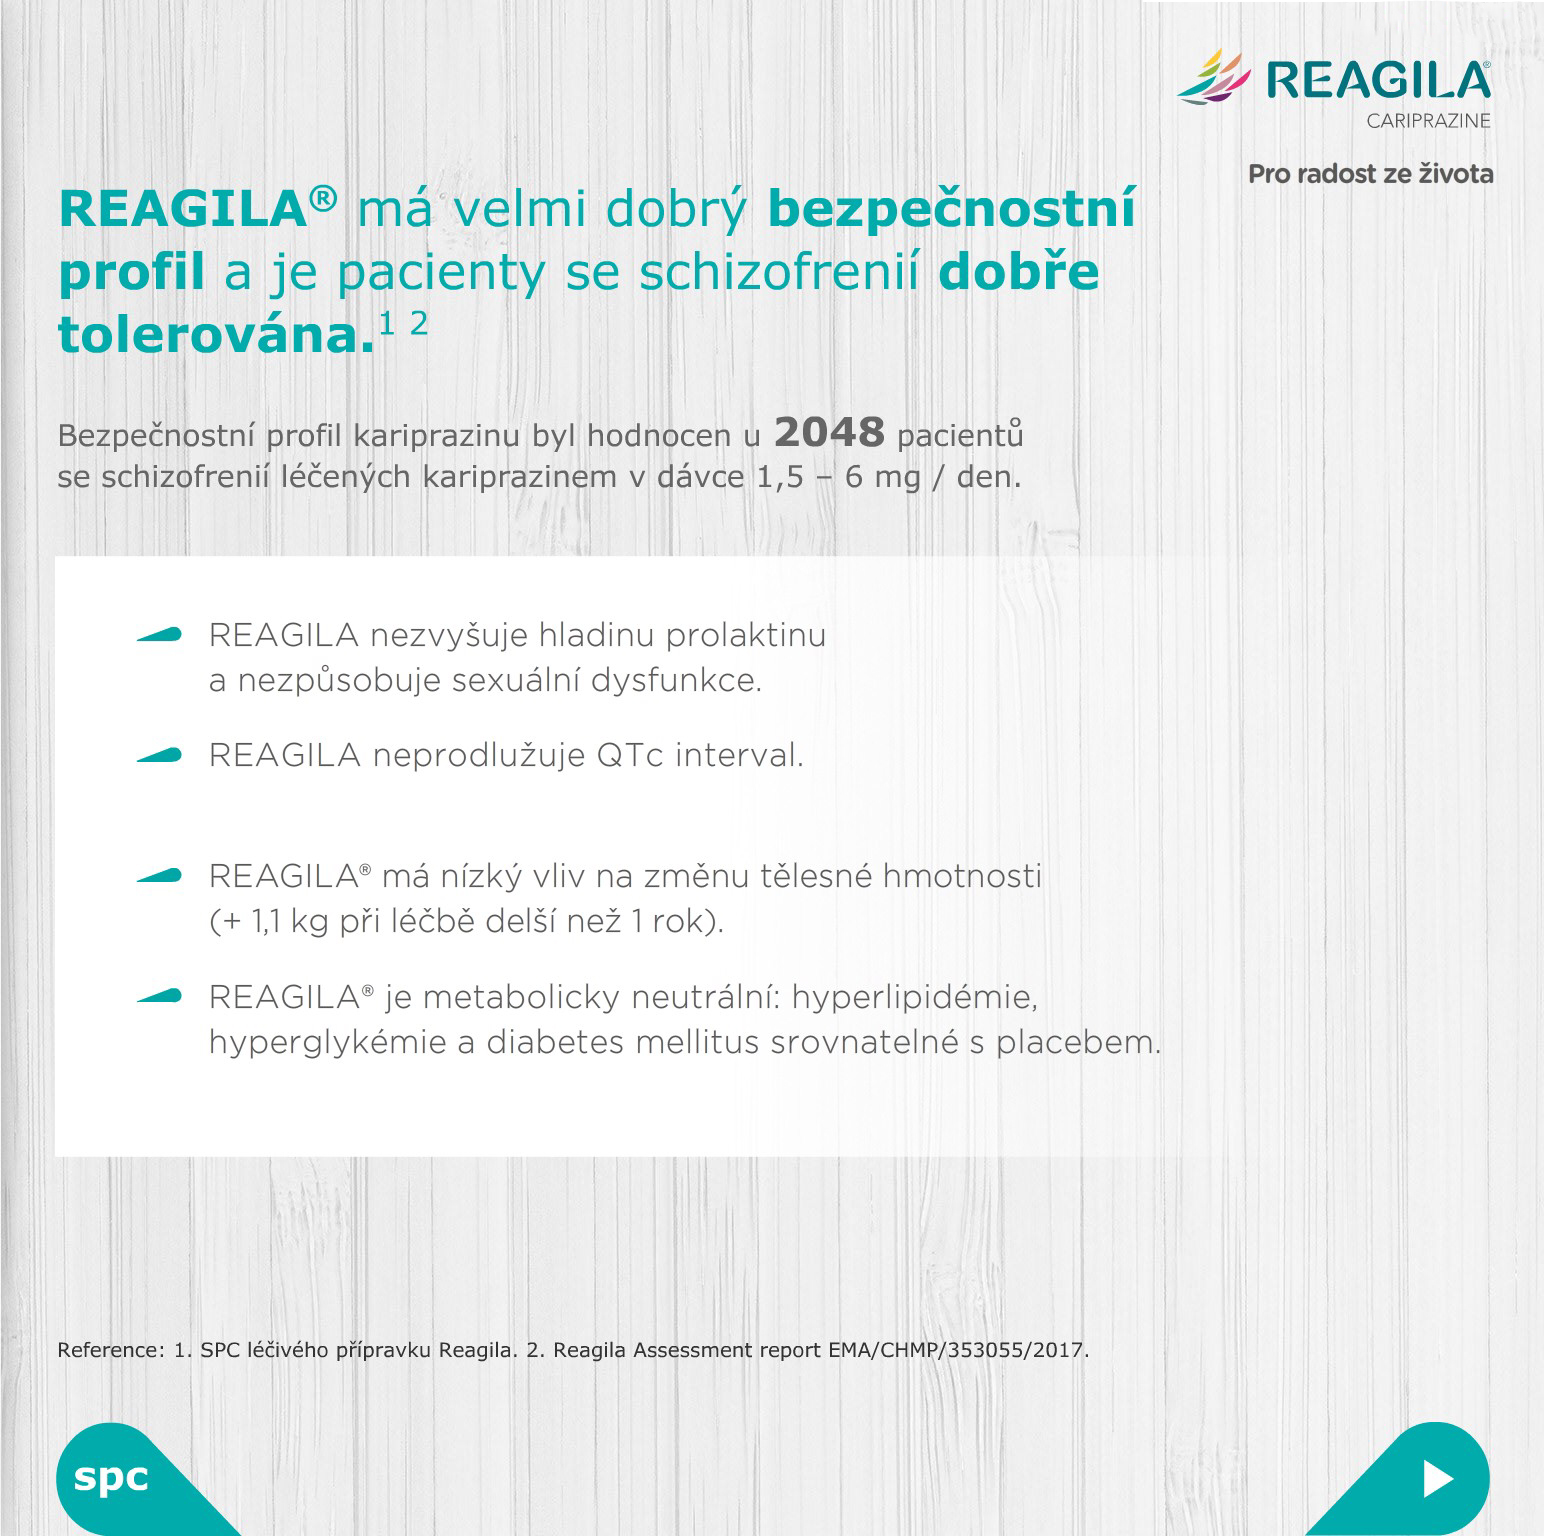 REAGILA®
CARIPRAZINE
Pro radost ze života
REAGILA® má velmi dobrý bezpečnostní
profil a je pacienty se schizofrenií dobře
tolerována.1 2
Bezpečnostní profil kariprazinu byl hodnocen u 2048 pacientů
se schizofrenií léčených kariprazinem v dávce 1,5 – 6 mg / den.
REAGILA nezvyšuje hladinu prolaktinu
a nezpůsobuje sexuální dysfunkce.
REAGILA neprodlužuje QTc interval.
REAGILA® má nízký vliv na změnu tělesné hmotnosti
(+ 1,1 kg při léčbě delší než 1 rok).
REAGILA® je metabolicky neutrální: hyperlipidémie,
hyperglykémie a diabetes mellitus srovnatelné s placebem.
Reference: 1. SPC léčivého přípravku Reagila. 2. Reagila Assessment report EMA/CHMP/353055/2017.
spc